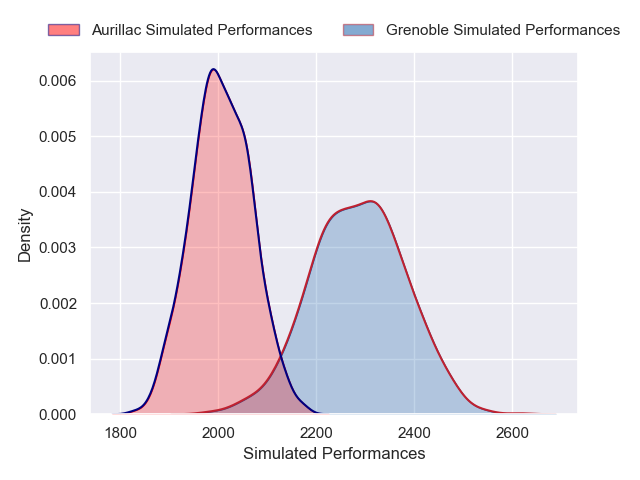 Aurillac Simulated Performances
Grenoble Simulated Performances
0.006
0.005
0.004
0.003
0.002
0.001
0.000
Density
1800 2000 2200 2400 2600
Simulated Performances